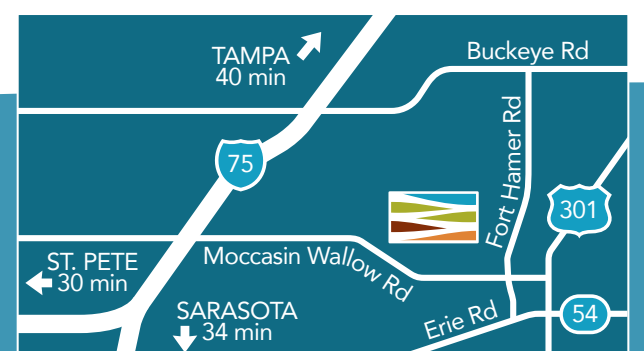 TAMPA
40 min
Buckeye Rd
Fort Hamer Rd
75
301
ST. PETE
30 min
Moccasin Wallow Rd
SARASOTA
34 min
Erie Rd
54